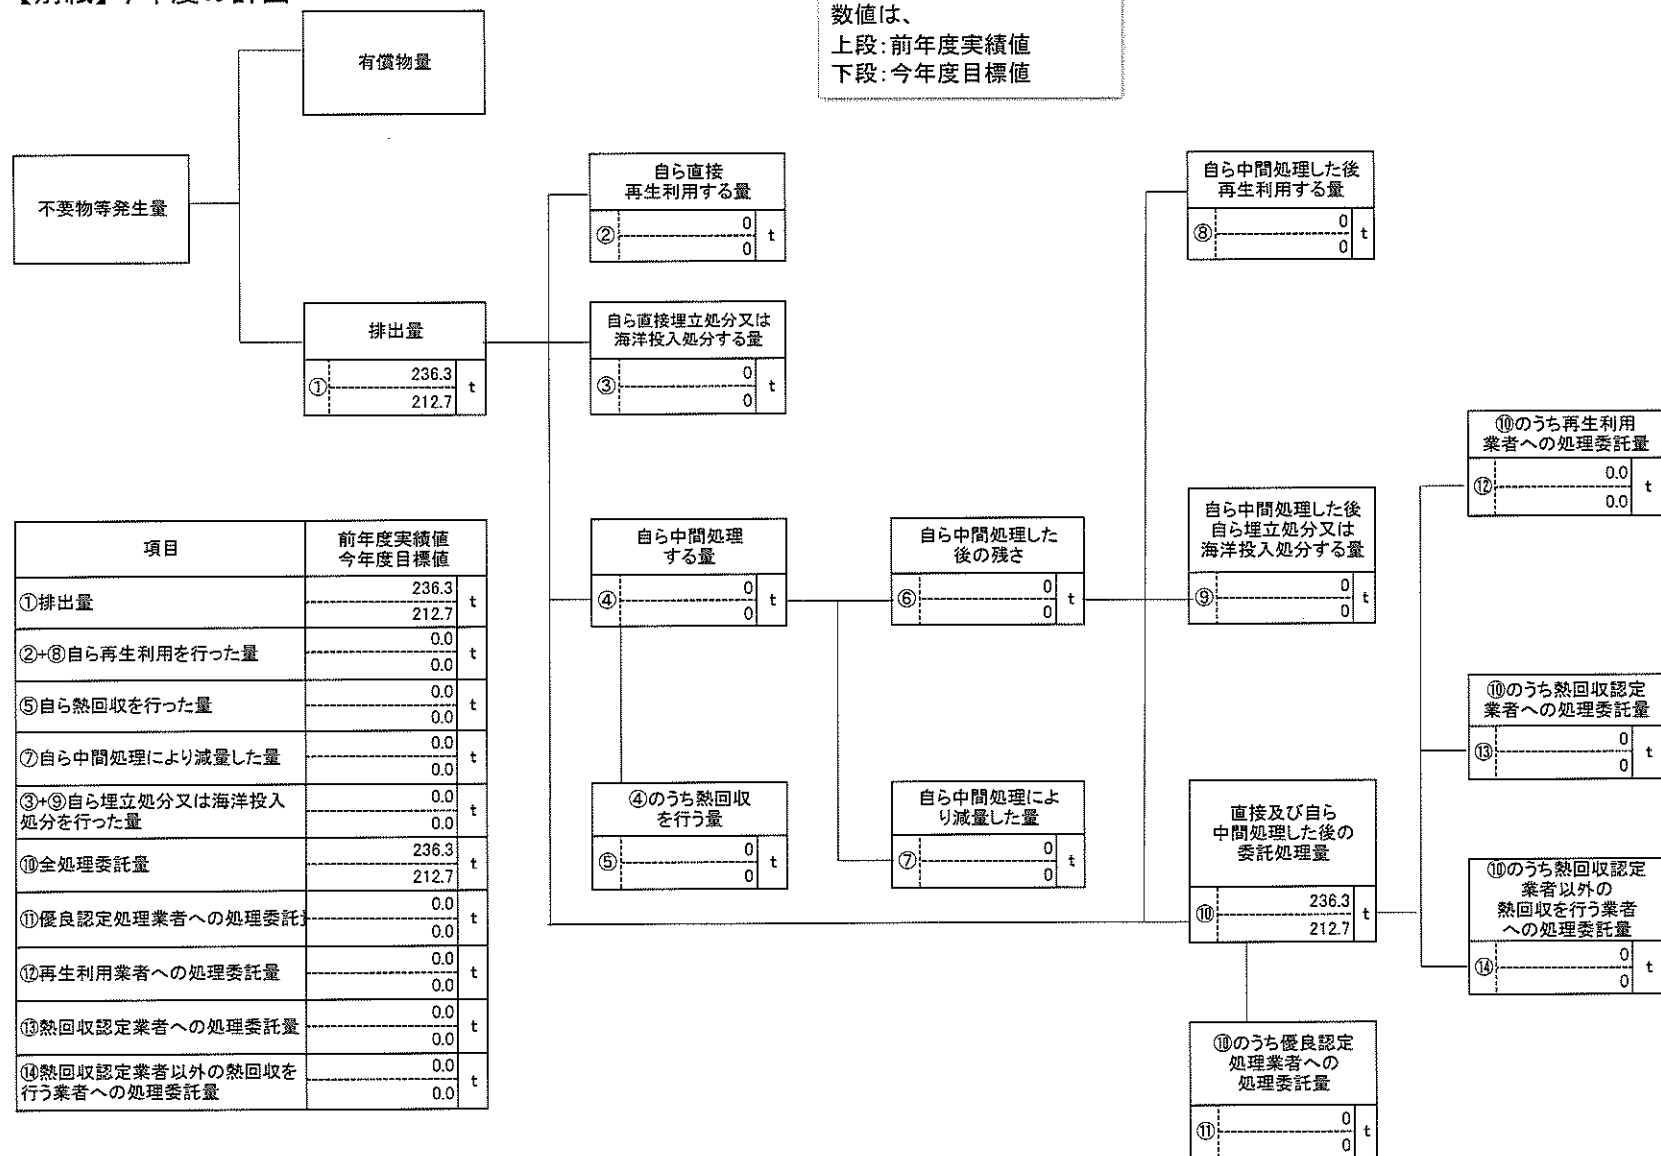 数値は、
上段:前年度実績値
下段:今年度目標値
有償物量
不要物等発生量
排出量
①
236.3
212.7
t
自ら直接
再生利用する量
②
0
0
t
自ら直接埋立処分又は
海洋投入処分する量
③
0
0
t
自ら中間処理
する量
④
0
0
t
④のうち熱回収
を行う量
⑤
0
0
t
自ら中間処理した
後の残さ
⑥
0
0
t
自ら中間処理によ
り減量した量
⑦
0
0
t
自ら中間処理した後
再生利用する量
⑧
0
0
t
自ら中間処理した後
自ら埋立処分又は
海洋投入処分する量
⑨
0
0
t
直接及び自ら
中間処理した後の
委託処理量
⑩
236.3
212.7
t
⑩のうち優良認定
処理業者への
処理委託量
⑪
0
0
t
⑩のうち再生利用
業者への処理委託量
⑫
0.0
0.0
t
⑩のうち熱回収認定
業者への処理委託量
⑬
0
0
t
⑩のうち熱回収認定
業者以外の
熱回収を行う業者
への処理委託量
⑭
0
0
t
項目
前年度実績値
今年度目標値
①排出量
236.3
212.7
t
②+⑧自ら再生利用を行った量
0.0
0.0
t
⑤自ら熱回収を行った量
0.0
0.0
t
⑦自ら中間処理により減量した量
0.0
0.0
t
③+⑨自ら埋立処分又は海洋投入
処分を行った量
0.0
0.0
t
⑩全処理委託量
236.3
212.7
t
⑪優良認定処理業者への処理委託
0.0
0.0
t
⑫再生利用業者への処理委託量
0.0
0.0
t
⑬熱回収認定業者への処理委託量
0.0
0.0
t
⑭熱回収認定業者以外の熱回収を
行う業者への処理委託量
0.0
0.0
t